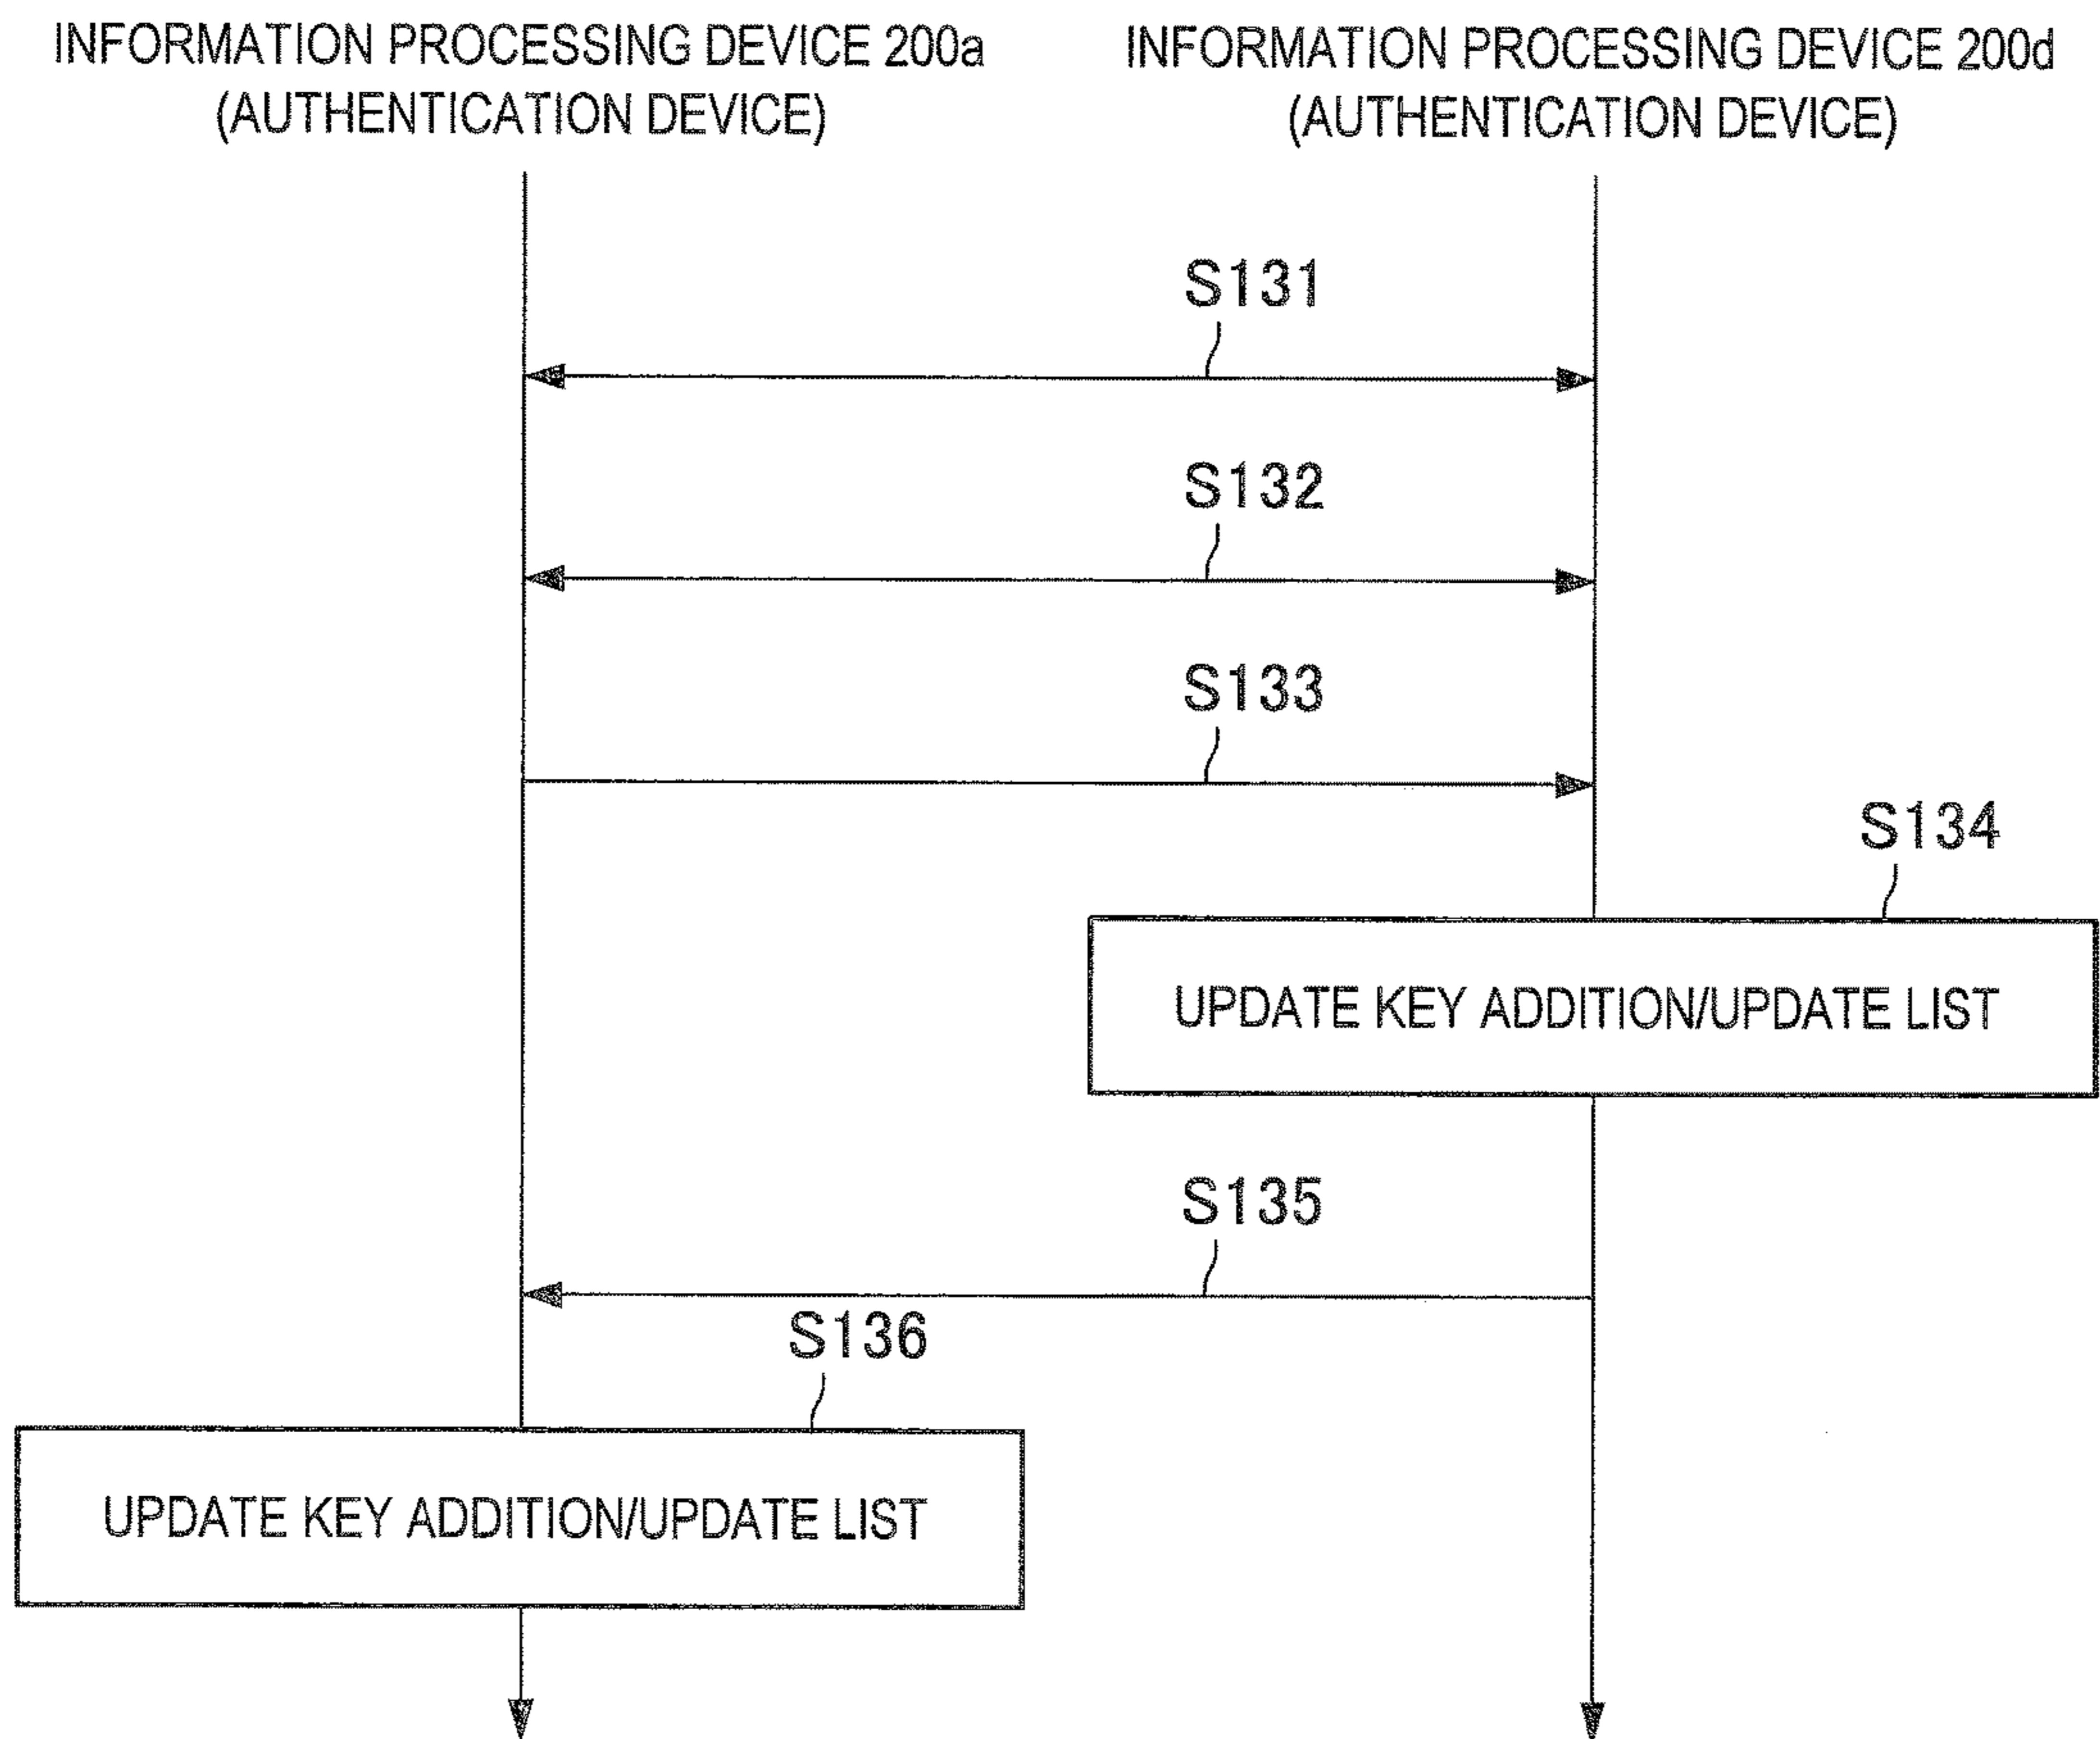 INFORMATION PROCESSING DEVICE 200a
(AUTHENTICATION DEVICE)
INFORMATION PROCESSING DEVICE 200d
(AUTHENTICATION DEVICE)
S131
S132
S133
S134
UPDATE KEY ADDITION/UPDATE LIST
S135
S136
UPDATE KEY ADDITION/UPDATE LIST